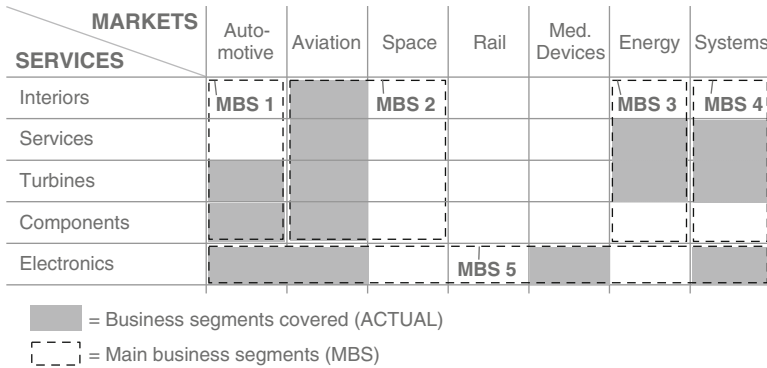 MARKETS
SERVICES
Auto-
motive
Aviation
Space
Rail
Med.
Devices
Energy
Systems
Interiors
MBS 1
MBS 2
MBS 3
MBS 4
Services
Turbines
Components
Electronics
MBS 5
= Business segments covered (ACTUAL)
= Main business segments (MBS)